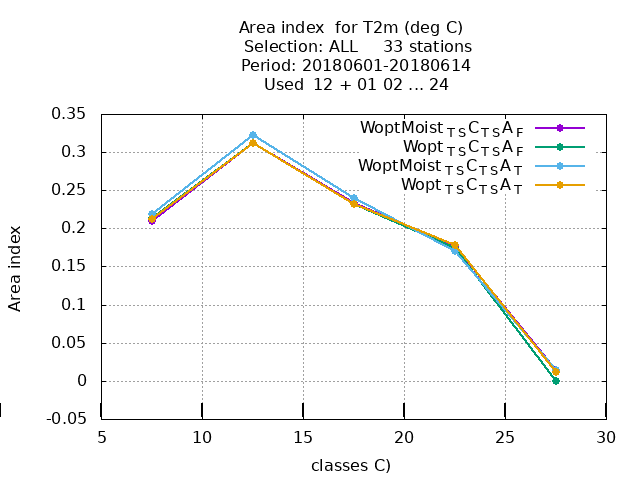 Area index  for T2m (deg C)
Selection: ALL     33 stations
Period: 20180601-20180614
Used  12 + 01 02 ... 24
0.35
0.3
0.25
0.2
0.15
0.1
0.05
0
-0.05
5
10
15
20
25
30
Area index
classes C)
WoptMoist TS C TS A F
Wopt TS C TS A F
WoptMoist TS C TS A T
Wopt TS C TS A T